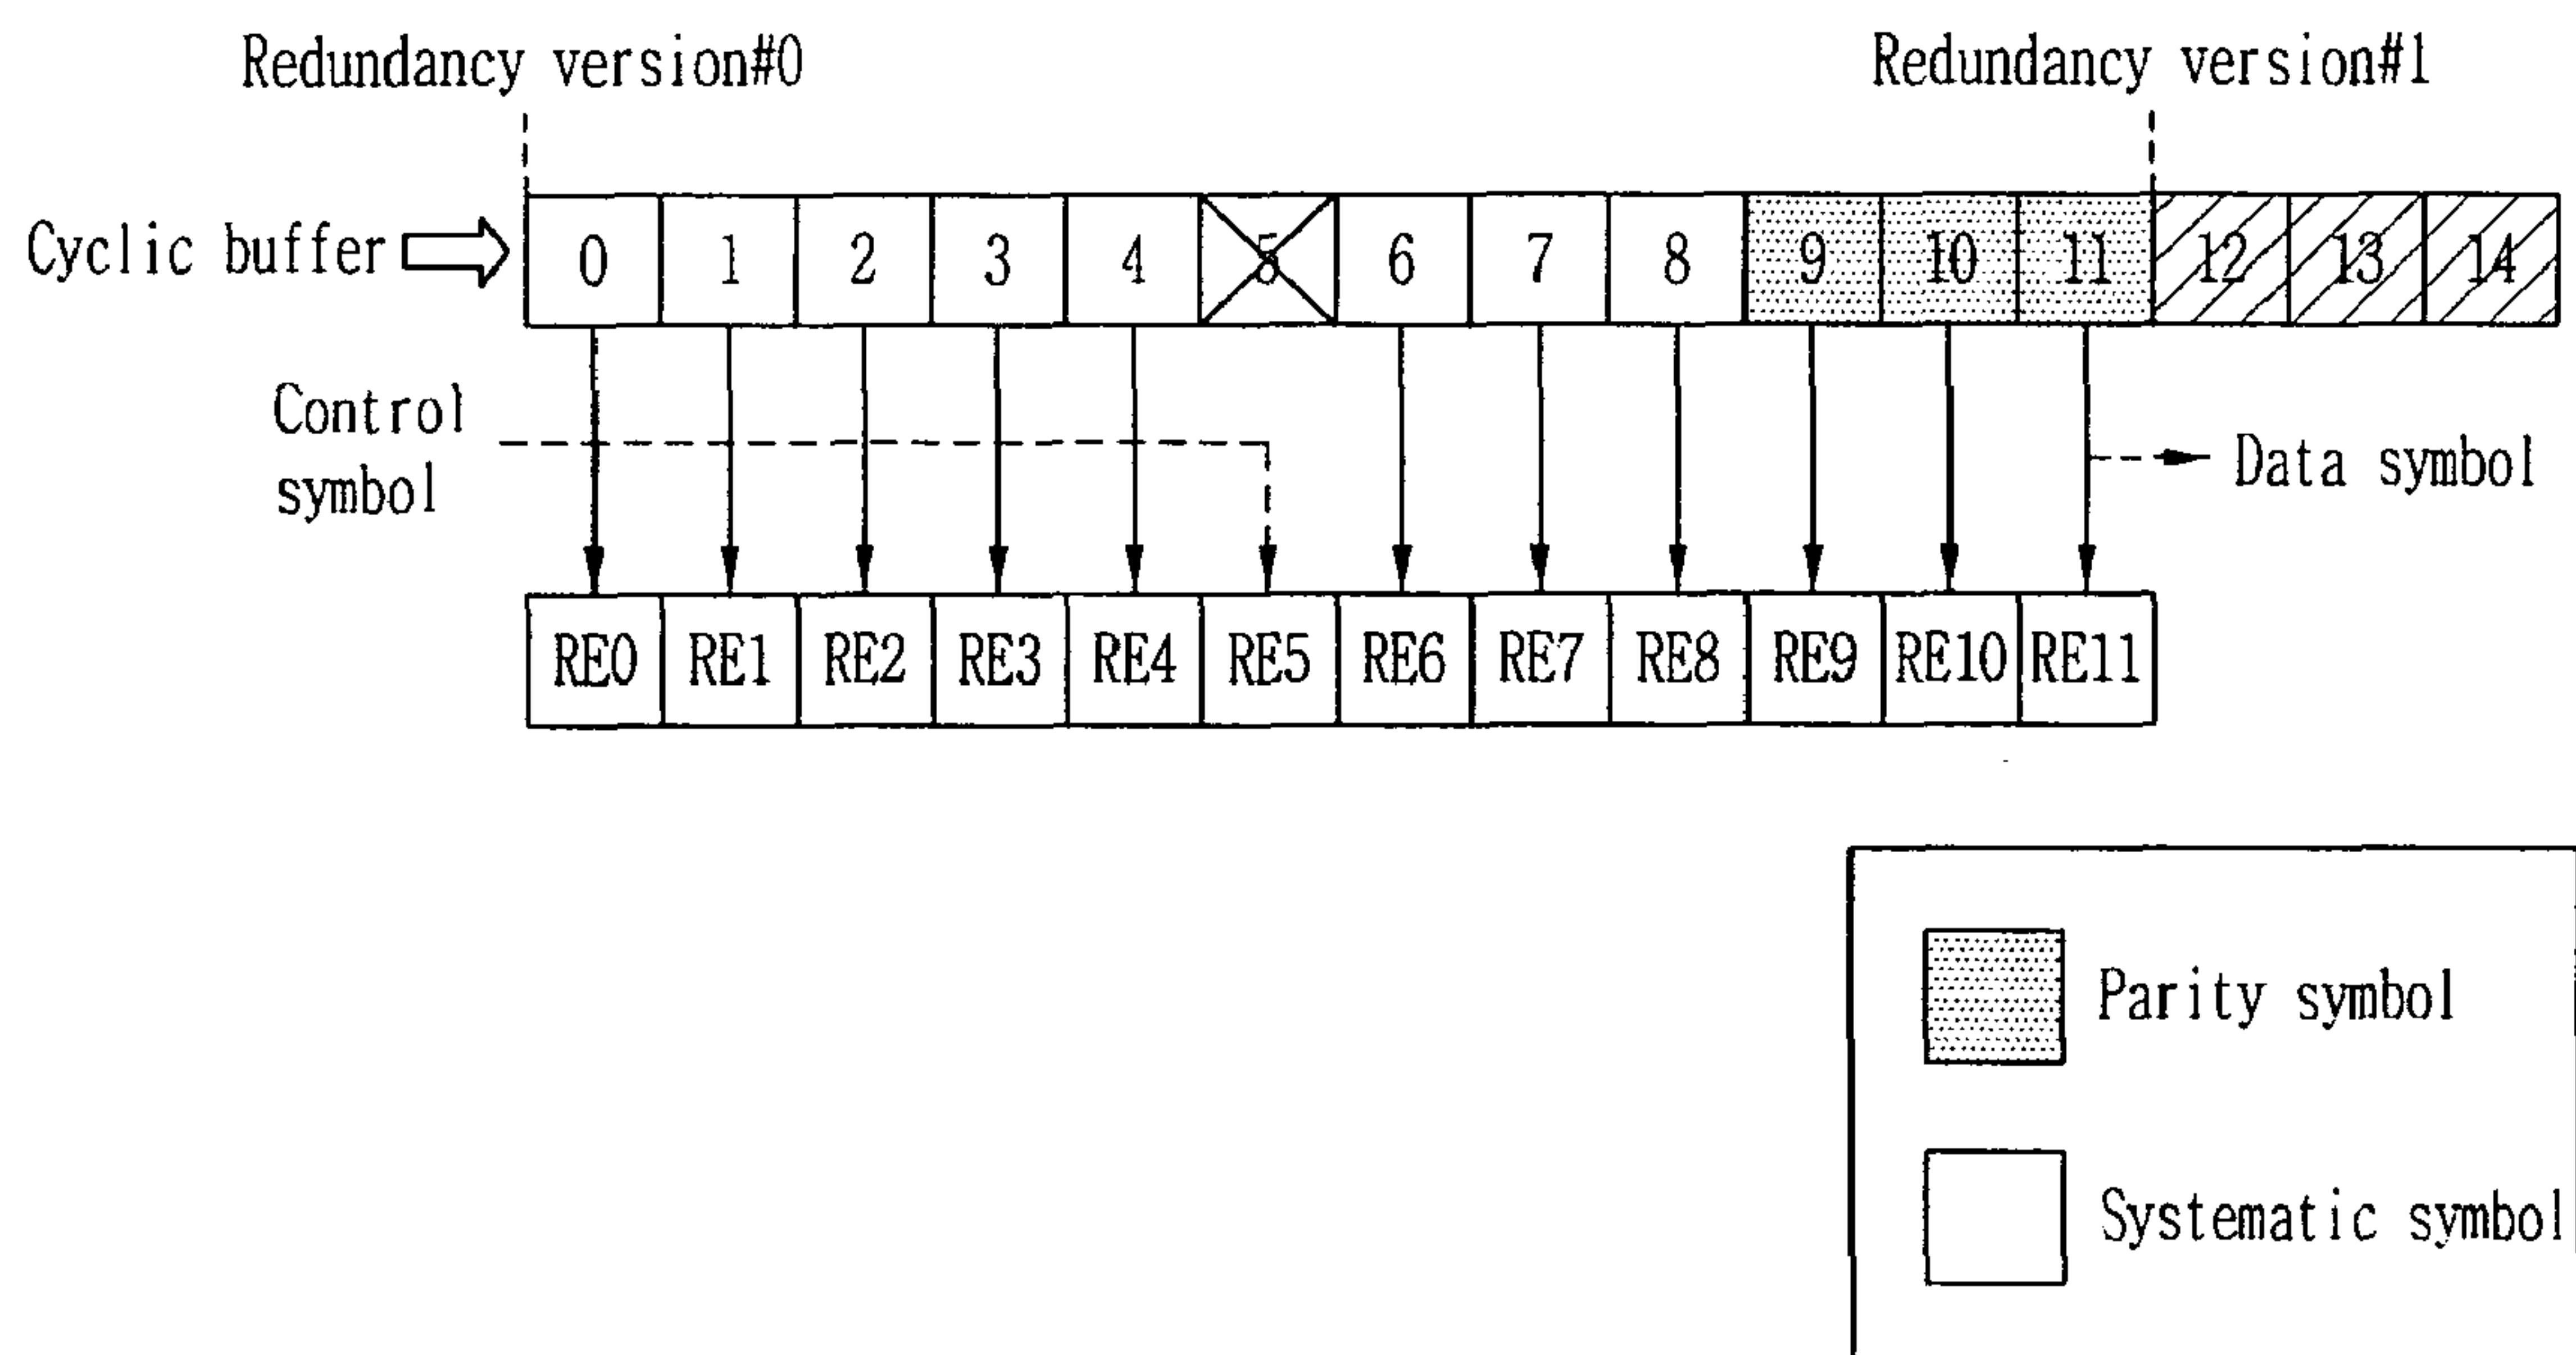 Redundancy version#0
Redundancy version#1
Cyclic buffer
0 1 2 3 4 5 6 7 8 9 10 11 12 13 14
Control
symbol
Data symbol
RE0 RE1 RE2 RE3 RE4 RE5 RE6 RE7 RE8 RE9 RE10 RE11
Parity symbol
Systematic symbol